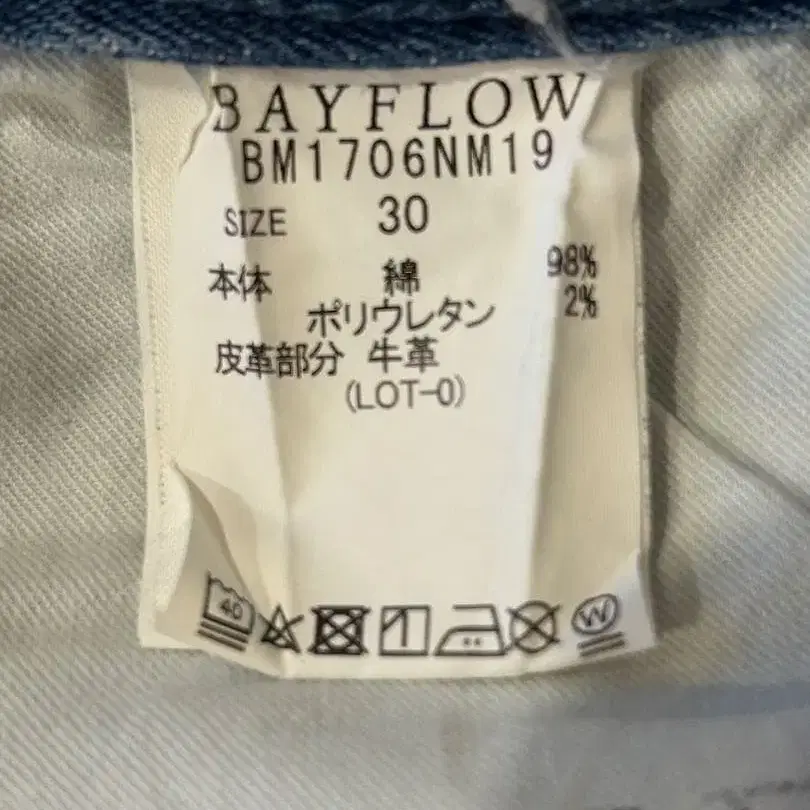 BAYFLOW
BM1706NM19
SIZE 30
本体 綿 98%
ポリウレタン 2%
皮革部分 牛革
(LOT-0)
40
W